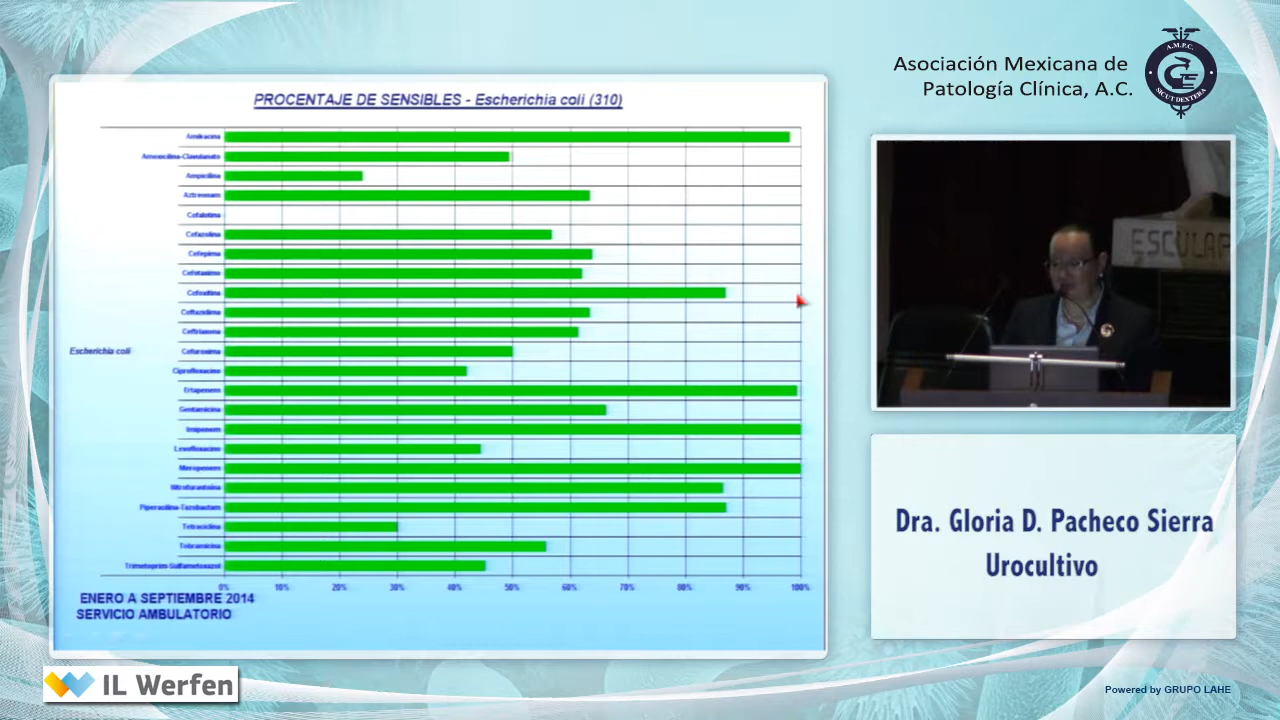 Asociación Mexicana de
Patología Clínica, A.C.
A.M.P.C.
SICUT DEXTERA
PROCENTAJE DE SENSIBLES - Escherichia coli (310)
Amikacina
Amoxicilina-Clavulanato
Ampicilina
Aztreonam
Cefalotina
Cefazolina
Cefepima
Cefotaxima
Cefoxitina
Ceftazidima
Ceftriaxona
Escherichia coli
Cefuroxima
Ciprofloxacino
Ertapenem
Gentamicina
Imipenem
Levofloxacino
Meropenem
Nitrofurantoina
Piperacilina-Tazobactam
Tetraciclina
Tobramicina
Trimetoprim-Sulfametoxazol
0% 10% 20% 30% 40% 50% 60% 70% 80% 90% 100%
ENERO A SEPTIEMBRE 2014
SERVICIO AMBULATORIO
ESCULAP
Dra. Gloria D. Pacheco Sierra
Urocultivo
IL Werfen
Powered by GRUPO LAHE